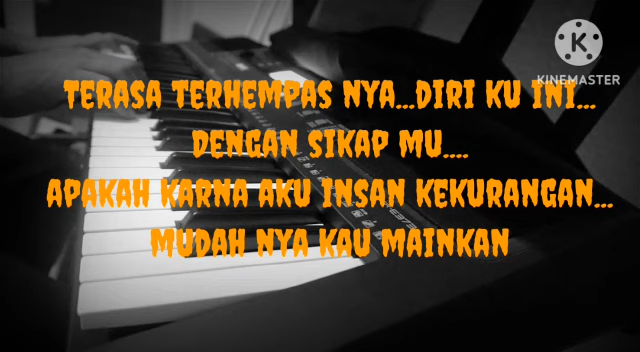 KINEMASTER
TERASA TERHEMPAS NYA...DIRI KU INI...
DENGAN SIKAP MU....
APAKAH KARNA AKU INSAN KEKURANGAN...
MUDAH NYA KAU MAINKAN